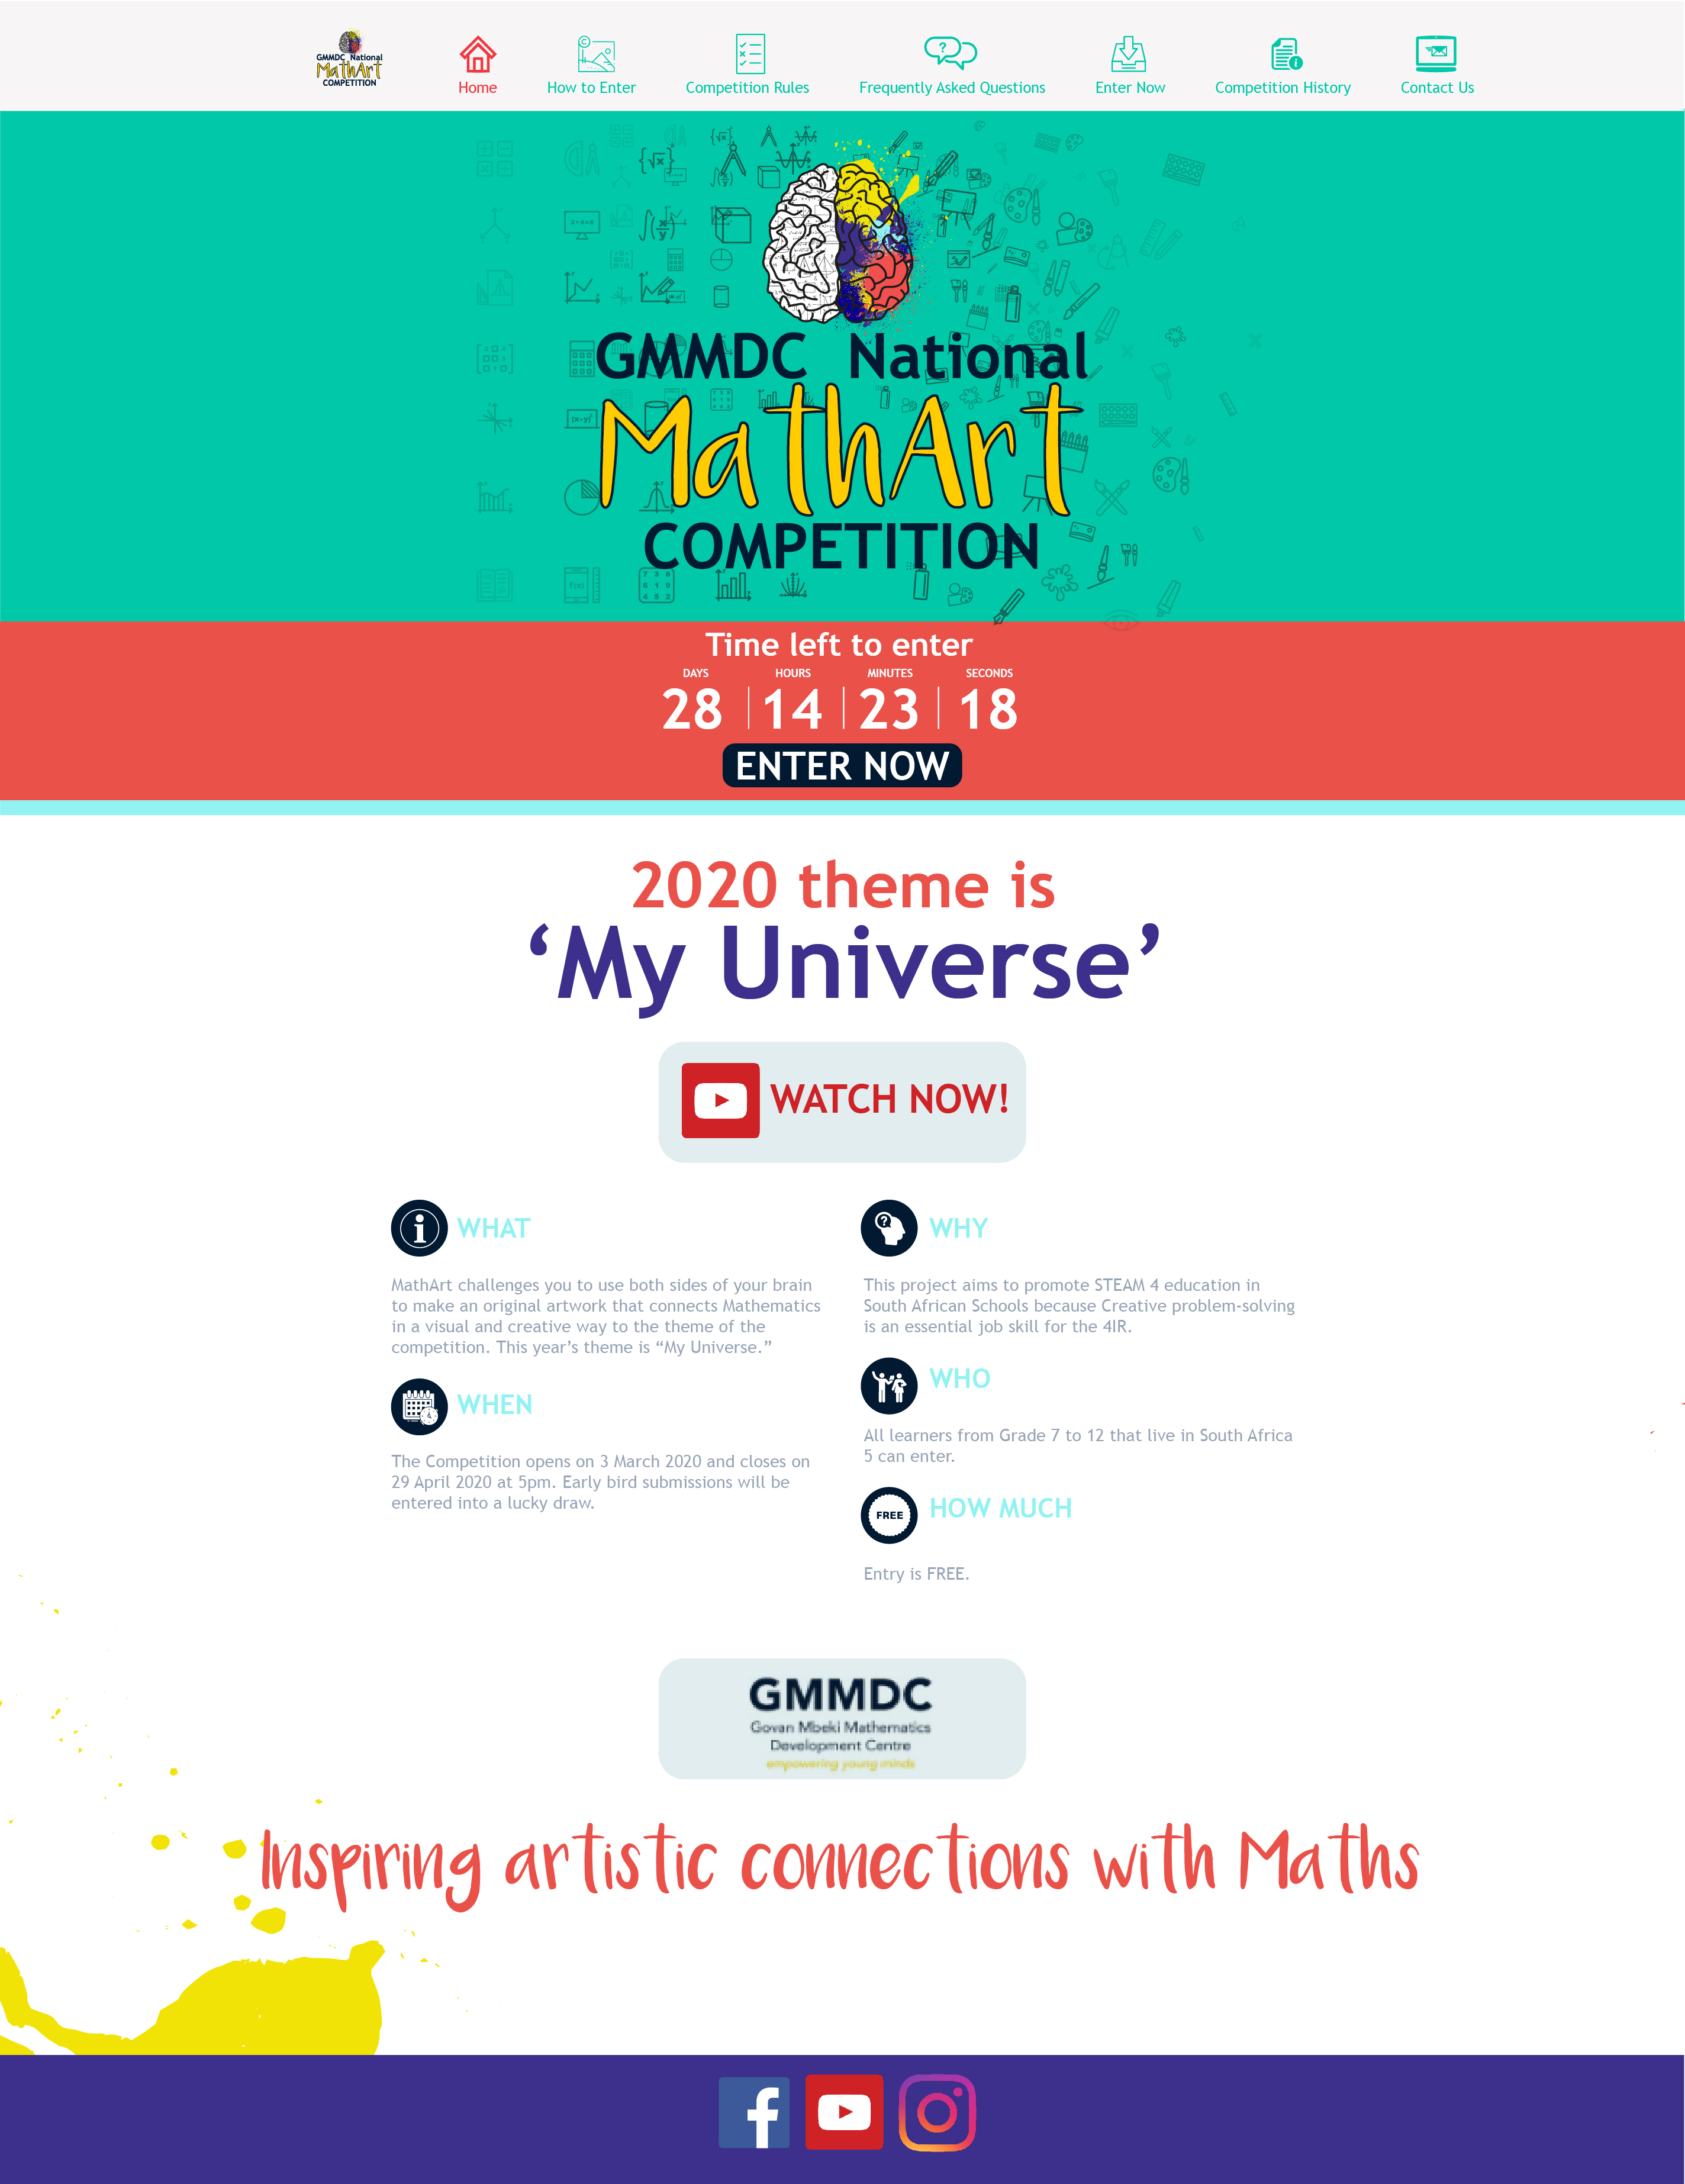 GMMDC National
MathArt
COMPETITION
Home
How to Enter
Competition Rules
Frequently Asked Questions
Enter Now
Competition History
Contact Us
GMMDC National
MathArt
COMPETITION
Time left to enter
DAYS HOURS MINUTES SECONDS
28 14 23 18
ENTER NOW
2020 theme is
‘My Universe’
WATCH NOW!
WHAT
MathArt challenges you to use both sides of your brain
to make an original artwork that connects Mathematics
in a visual and creative way to the theme of the
competition. This year’s theme is “My Universe.”
WHEN
The Competition opens on 3 March 2020 and closes on
29 April 2020 at 5pm. Early bird submissions will be
entered into a lucky draw.
WHY
This project aims to promote STEAM 4 education in
South African Schools because Creative problem-solving
is an essential job skill for the 4IR.
WHO
All learners from Grade 7 to 12 that live in South Africa
5 can enter.
FREE
HOW MUCH
Entry is FREE.
GMMDC
Govan Mbeki Mathematics
Development Centre
empowering young minds
Inspiring artistic connections with Maths